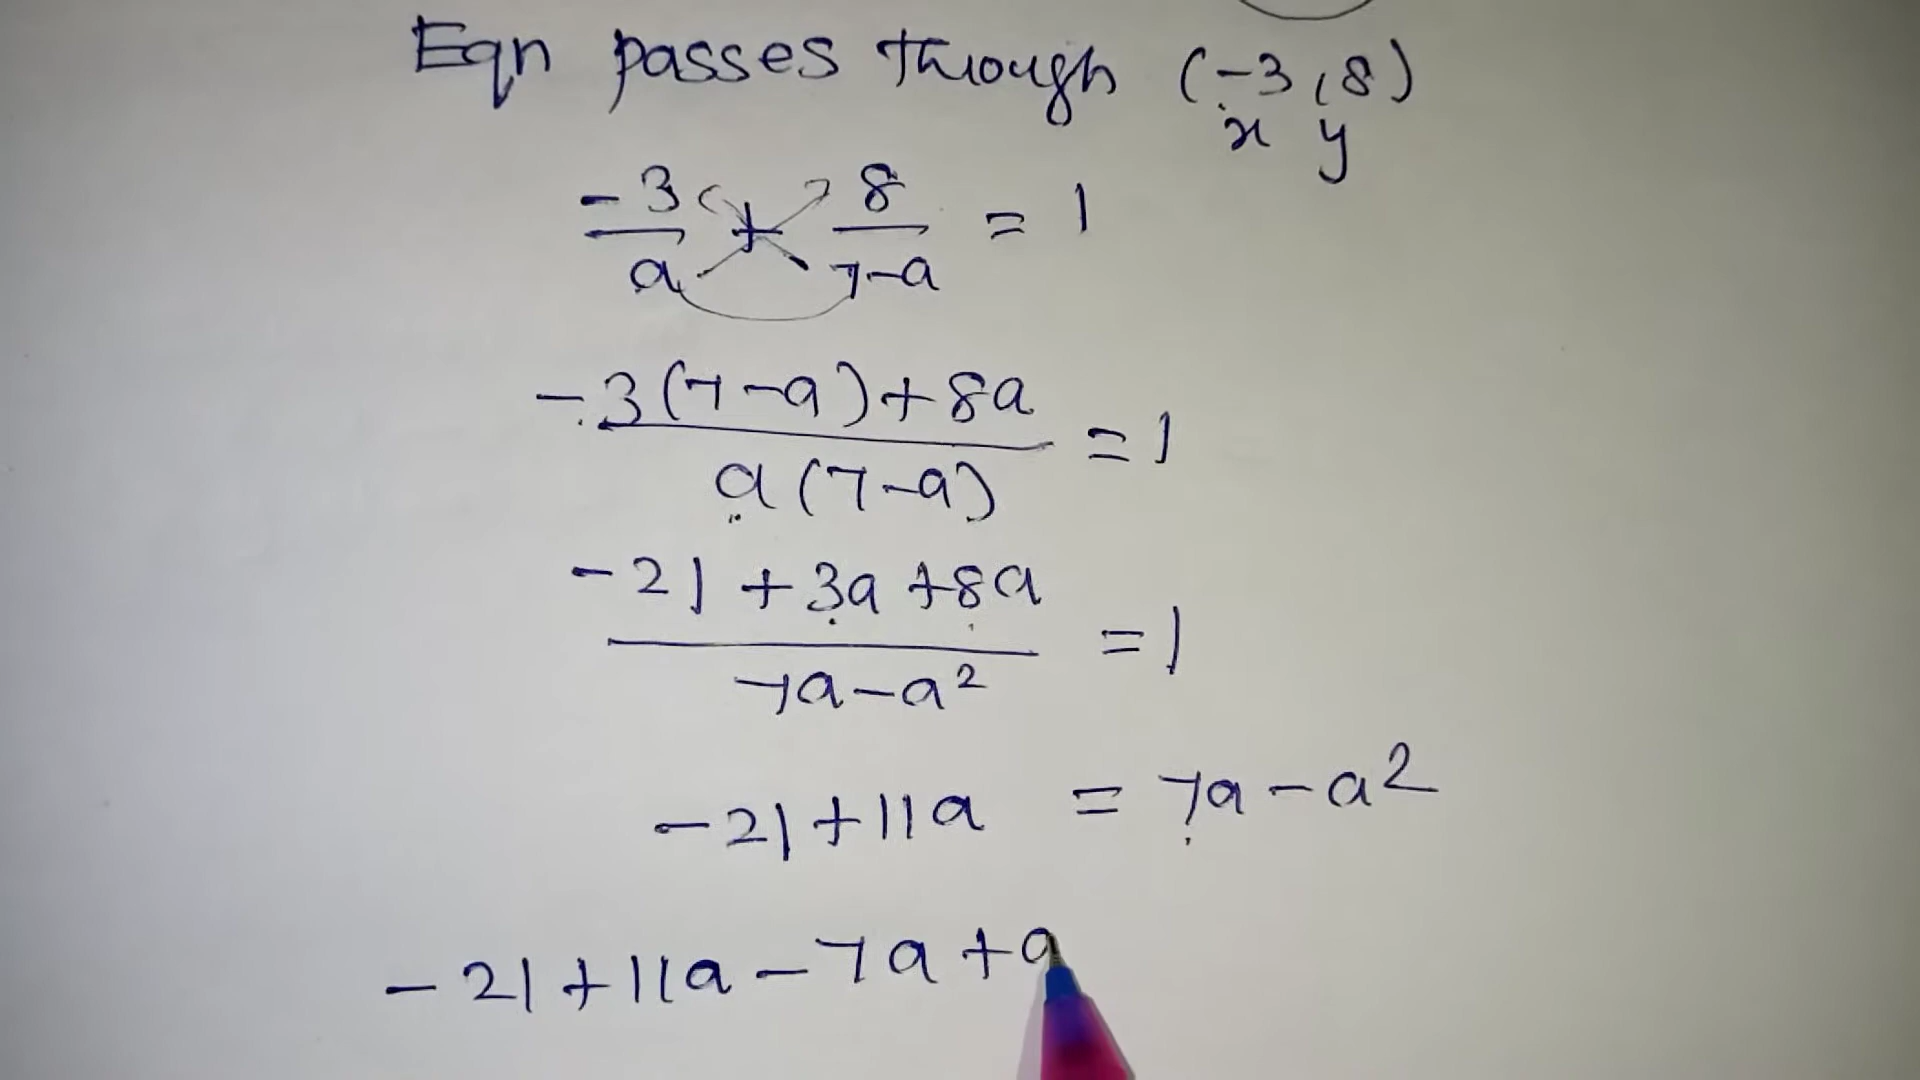 Eqn passes through (-3,8)
x y
-3/a + 8/7-a = 1
-3(7-a)+8a / a(7-a) = 1
-21 + 3a + 8a / 7a-a² = 1
-21+11a = 7a-a²
-21+11a-7a+a